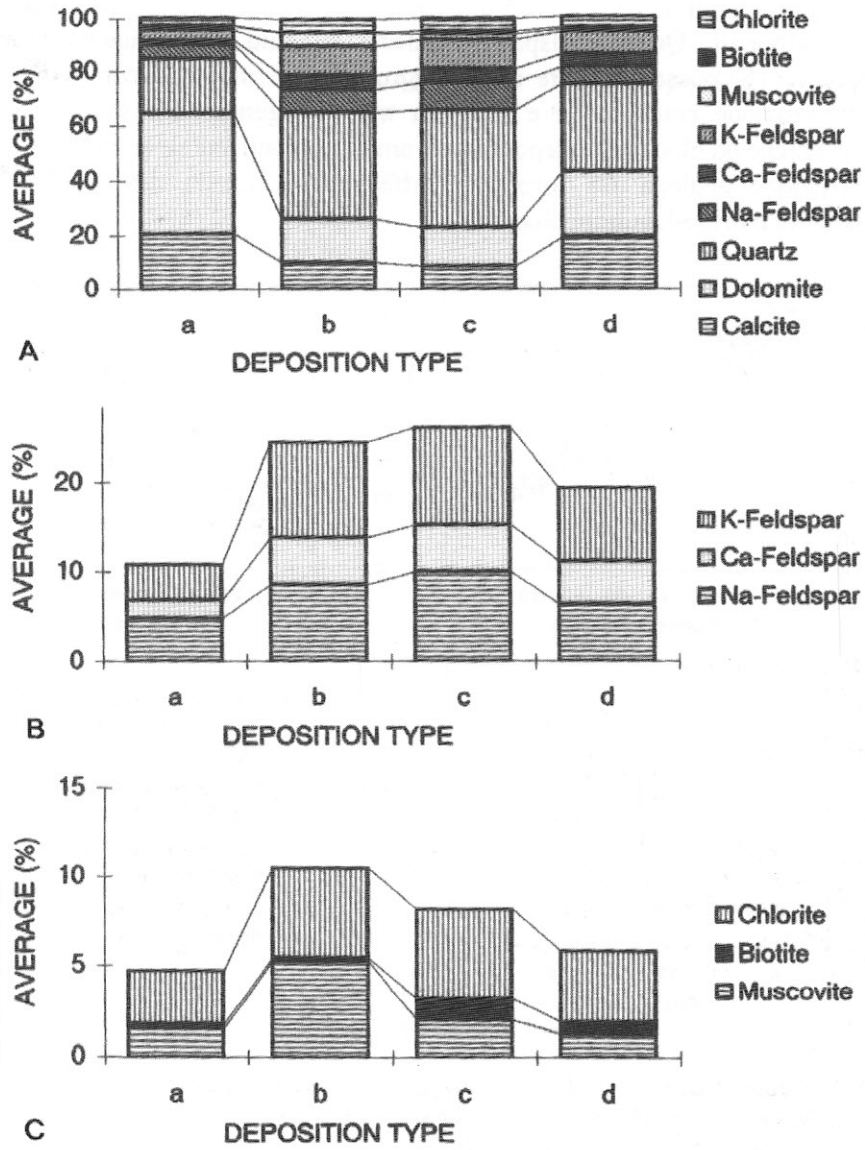 AVERAGE (%)
100
80
60
40
20
0
a b c d
A
DEPOSITION TYPE
Chlorite
Biotite
Muscovite
K-Feldspar
Ca-Feldspar
Na-Feldspar
Quartz
Dolomite
Calcite
AVERAGE (%)
20
10
0
a b c d
B
DEPOSITION TYPE
K-Feldspar
Ca-Feldspar
Na-Feldspar
AVERAGE (%)
15
10
5
0
a b c d
C
DEPOSITION TYPE
Chlorite
Biotite
Muscovite